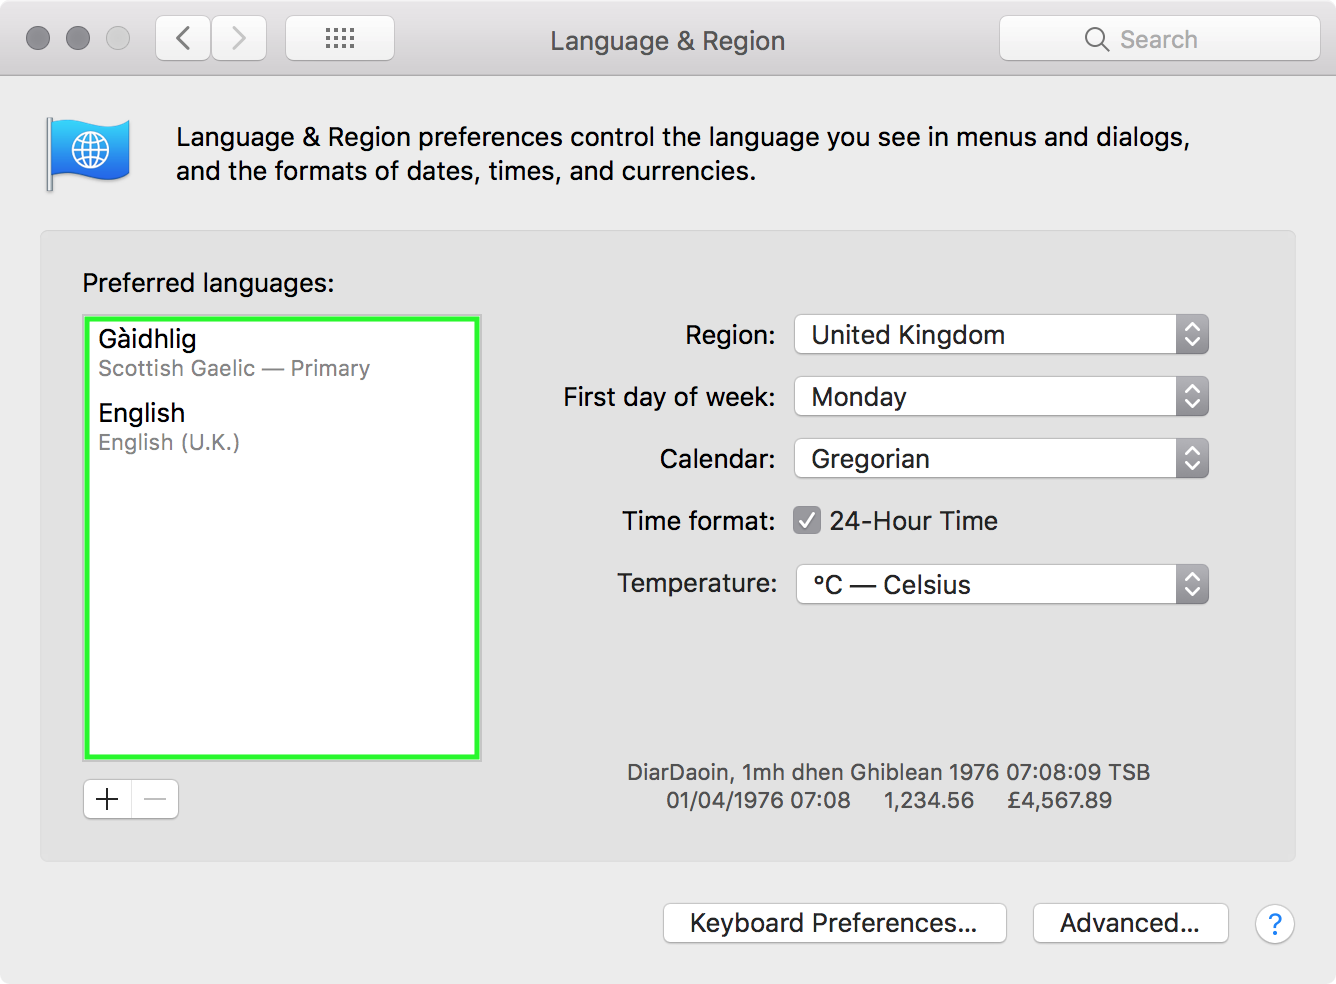 Language & Region
Search
Language & Region preferences control the language you see in menus and dialogs,
and the formats of dates, times, and currencies.
Preferred languages:
Gàidhlig
Scottish Gaelic — Primary
English
English (U.K.)
Region: United Kingdom
First day of week: Monday
Calendar: Gregorian
Time format: 24-Hour Time
Temperature: °C — Celsius
DiarDaoin, 1mh dhen Ghiblean 1976 07:08:09 TSB
01/04/1976 07:08 1,234.56 £4,567.89
Keyboard Preferences... Advanced... ?